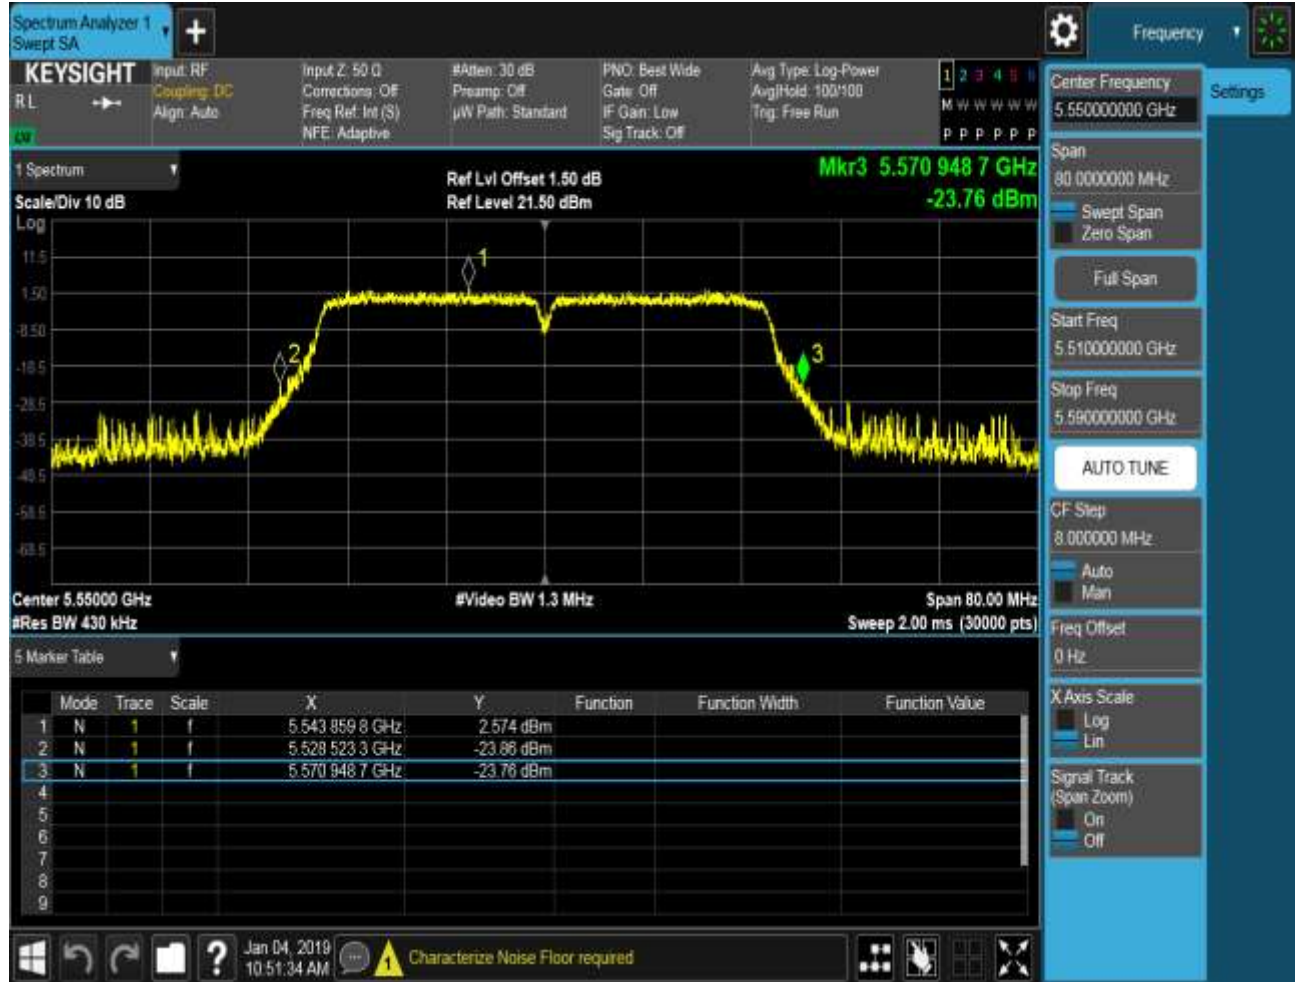 Spectrum Analyzer 1
Swept SA
Frequency
KEYSIGHT
R L
Input: RF
Coupling: DC
Align: Auto
Input Z: 50 Ω
Corrections: Off
Freq Ref: Int (S)
NFE: Adaptive
#Atten: 30 dB
Preamp: Off
µW Path: Standard
PNO: Best Wide
Gate: Off
IF Gain: Low
Sig Track: Off
Avg Type: Log-Power
Avg|Hold: 100/100
Trig: Free Run
1 2 3 4 5 6
M W W W W W
P P P P P P
1 Spectrum
Scale/Div 10 dB
Ref Lvl Offset 1.50 dB
Ref Level 21.50 dBm
Mkr3 5.570 948 7 GHz
-23.76 dBm
Log
11.5
1.50
-8.50
-18.5
-28.5
-38.5
-48.5
-58.5
-68.5
1
2
3
Center 5.55000 GHz
#Res BW 430 kHz
#Video BW 1.3 MHz
Span 80.00 MHz
Sweep 2.00 ms (30000 pts)
5 Marker Table
Mode Trace Scale X Y Function Function Width Function Value
1 N 1 f 5.543 859 8 GHz 2.574 dBm
2 N 1 f 5.528 523 3 GHz -23.86 dBm
3 N 1 f 5.570 948 7 GHz -23.76 dBm
4
5
6
7
8
9
Center Frequency
5.550000000 GHz
Settings
Span
80.0000000 MHz
Swept Span
Zero Span
Full Span
Start Freq
5.510000000 GHz
Stop Freq
5.590000000 GHz
AUTO TUNE
CF Step
8.000000 MHz
Auto
Man
Freq Offset
0 Hz
X Axis Scale
Log
Lin
Signal Track
(Span Zoom)
On
Off
?
Jan 04, 2019
10:51:34 AM
1
Characterize Noise Floor required